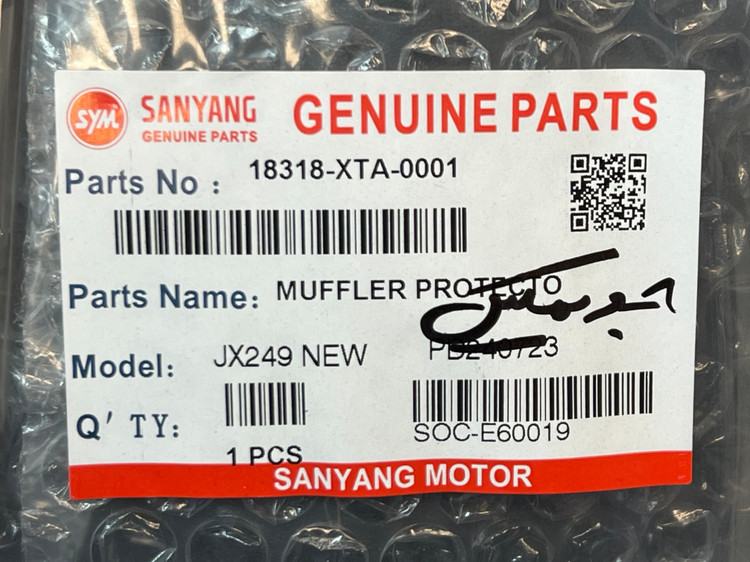 SYM SANYANG GENUINE PARTS
GENUINE PARTS
Parts No : 18318-XTA-0001
Parts Name: MUFFLER PROTECTO
Model: JX249 NEW PD240723
Q' TY: 1 PCS
SOC-E60019
SANYANG MOTOR